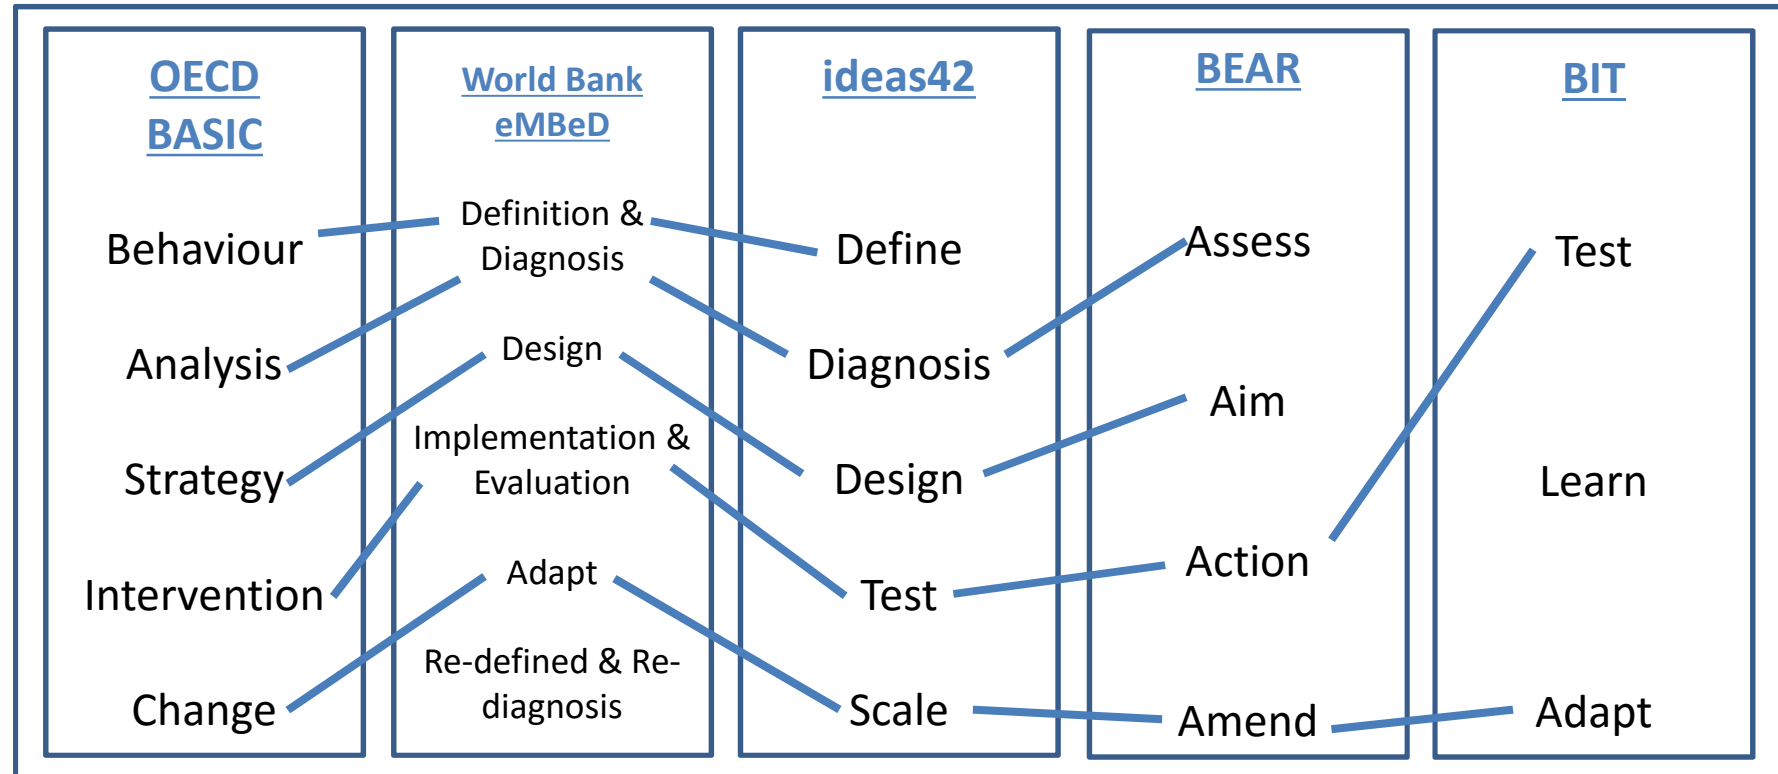 OECD
BASIC
Behaviour
Analysis
Strategy
Intervention
Change
World Bank
eMBeD
Definition &
Diagnosis
Design
Implementation &
Evaluation
Adapt
Re-defined & Re-
diagnosis
ideas42
Define
Diagnosis
Design
Test
Scale
BEAR
Assess
Aim
Action
Amend
BIT
Test
Learn
Adapt